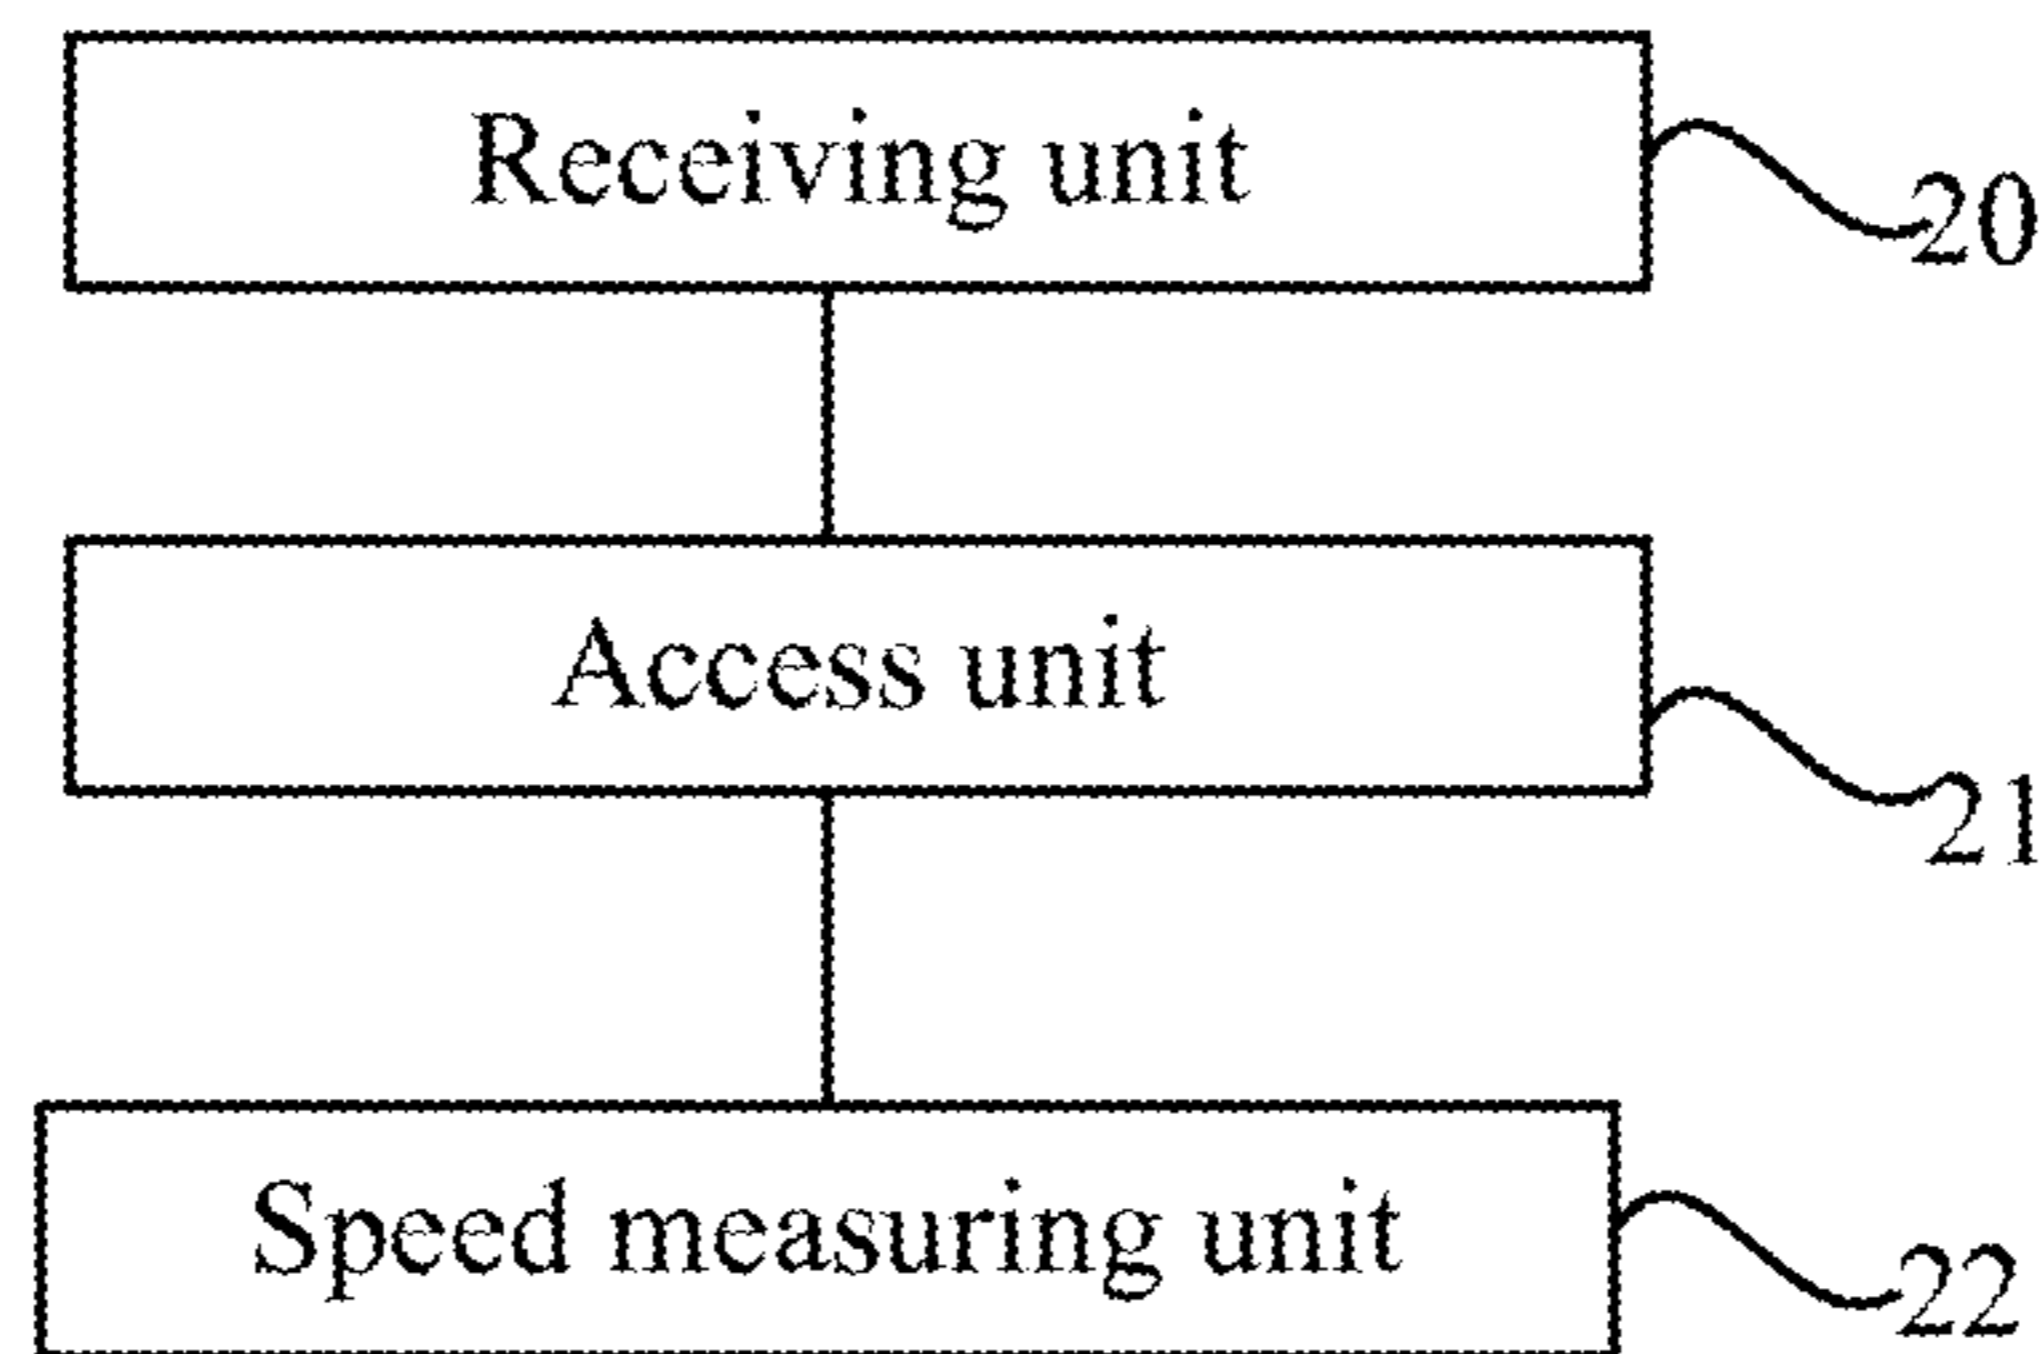 Receiving unit
20
Access unit
21
Speed measuring unit
22